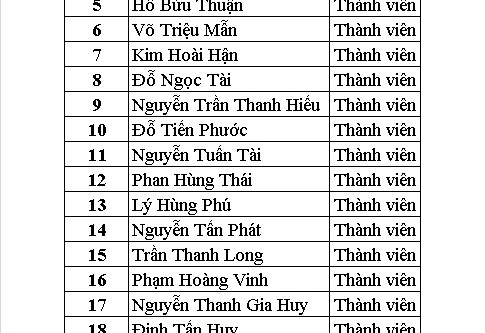 5 Hồ Bửu Thuận Thành viên
6 Võ Triệu Mẫn Thành viên
7 Kim Hoài Hận Thành viên
8 Đỗ Ngọc Tài Thành viên
9 Nguyễn Trần Thanh Hiếu Thành viên
10 Đỗ Tiến Phước Thành viên
11 Nguyễn Tuấn Tài Thành viên
12 Phan Hùng Thái Thành viên
13 Lý Hùng Phú Thành viên
14 Nguyễn Tấn Phát Thành viên
15 Trần Thanh Long Thành viên
16 Phạm Hoàng Vinh Thành viên
17 Nguyễn Thanh Gia Huy Thành viên
18 Đinh Tấn Huy Thành viên